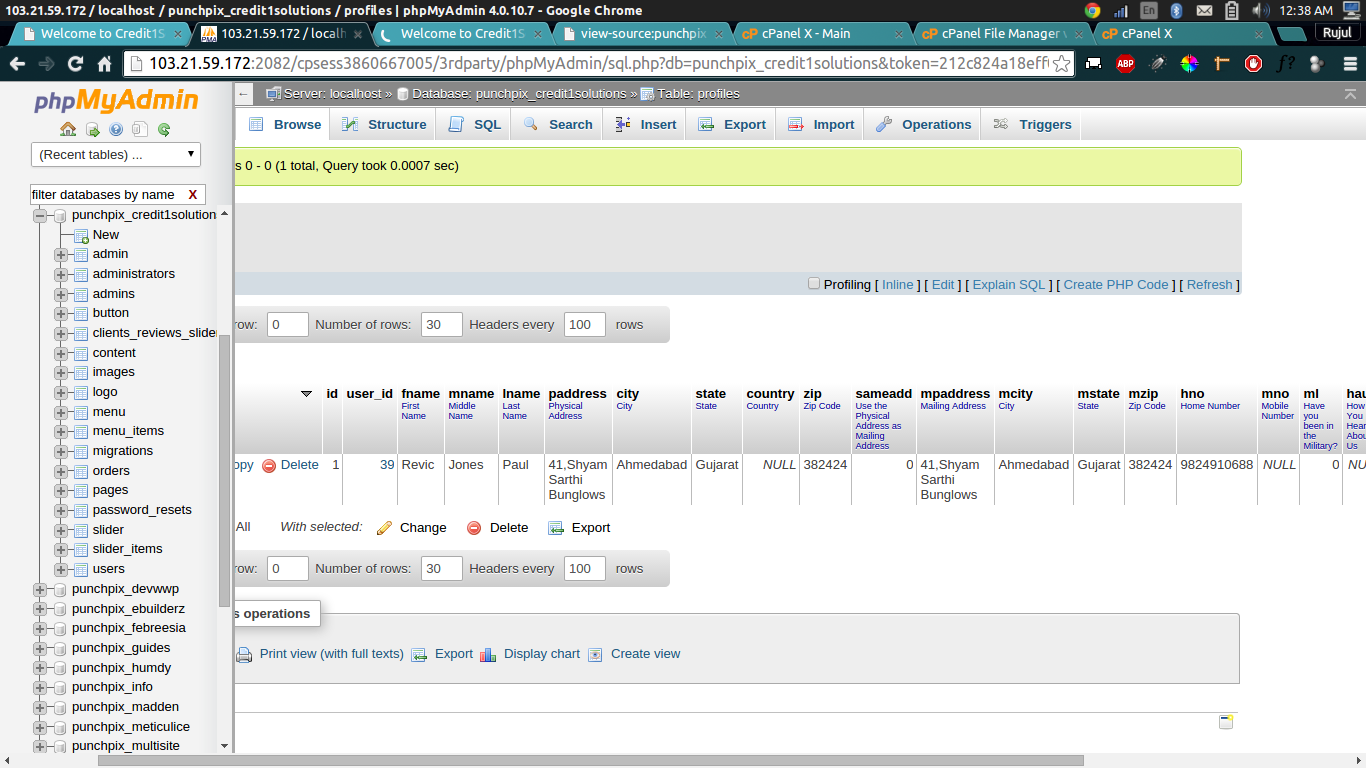 103.21.59.172 / localhost / punchpix_credit1solutions / profiles | phpMyAdmin 4.0.10.7 - Google Chrome
En
12:38 AM
Welcome to Credit1S
103.21.59.172 / localh
Welcome to Credit1S
view-source:punchpix
cPanel X - Main
cPanel File Manager v
cPanel X
Rujul
103.21.59.172:2082/cpsess3860667005/3rdparty/phpMyAdmin/sql.php?db=punchpix_credit1solutions&token=212c824a18eff
ABP
phpMyAdmin
(Recent tables) ...
filter databases by name X
punchpix_credit1solution
New
admin
administrators
admins
button
clients_reviews_slide
content
images
logo
menu
menu_items
migrations
orders
pages
password_resets
slider
slider_items
users
punchpix_devwwp
punchpix_ebuilderz
punchpix_febreesia
punchpix_guides
punchpix_humdy
punchpix_info
punchpix_madden
punchpix_meticulice
punchpix_multisite
Server: localhost » Database: punchpix_credit1solutions » Table: profiles
Browse Structure SQL Search Insert Export Import Operations Triggers
s 0 - 0 (1 total, Query took 0.0007 sec)
Profiling [ Inline ] [ Edit ] [ Explain SQL ] [ Create PHP Code ] [ Refresh ]
row: 0 Number of rows: 30 Headers every 100 rows
id user_id fname mname lname paddress city state country zip sameadd mpaddress mcity mstate mzip hno mno ml hau
First Name
Middle Name
Last Name
Physical Address
City
State
Country
Zip Code
Use the Physical Address as Mailing Address
Mailing Address
City
State
Zip Code
Home Number
Mobile Number
Have you been in the Military?
How You Hear Abou Us
opy Delete 1 39 Revic Jones Paul 41,Shyam Sarthi Bunglows Ahmedabad Gujarat NULL 382424 0 41,Shyam Sarthi Bunglows Ahmedabad Gujarat 382424 9824910688 NULL 0 NU
All With selected: Change Delete Export
row: 0 Number of rows: 30 Headers every 100 rows
s operations
Print view (with full texts) Export Display chart Create view